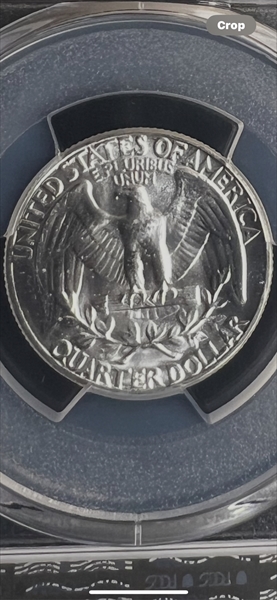 Crop
UNITED STATES OF AMERICA
E PLURIBUS
UNUM
QUARTER DOLLAR